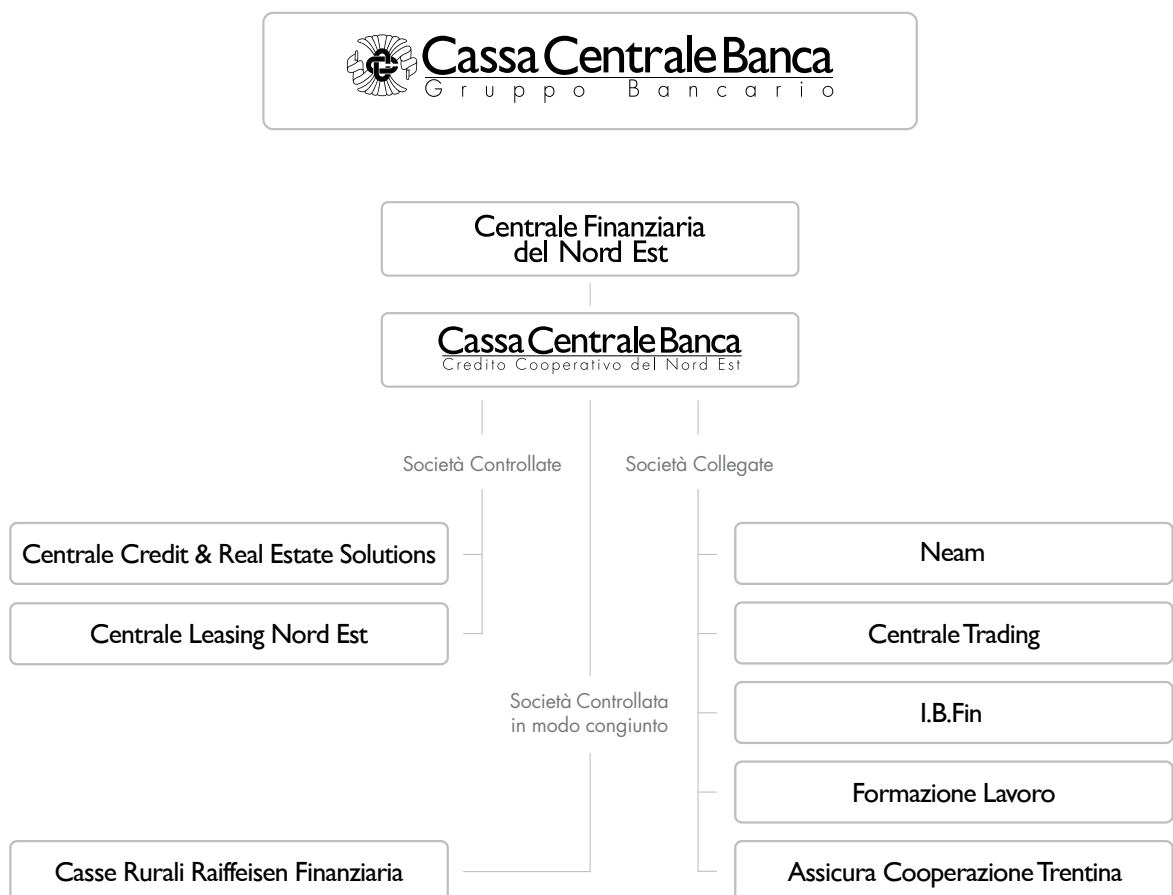 Cassa Centrale Banca
Gruppo Bancario
Centrale Finanziaria
del Nord Est
Cassa Centrale Banca
Credito Cooperativo del Nord Est
Società Controllate
Società Collegate
Centrale Credit & Real Estate Solutions
Neam
Centrale Leasing Nord Est
Centrale Trading
Società Controllata
in modo congiunto
I.B.Fin
Formazione Lavoro
Casse Rurali Raiffeisen Finanziaria
Assicura Cooperazione Trentina